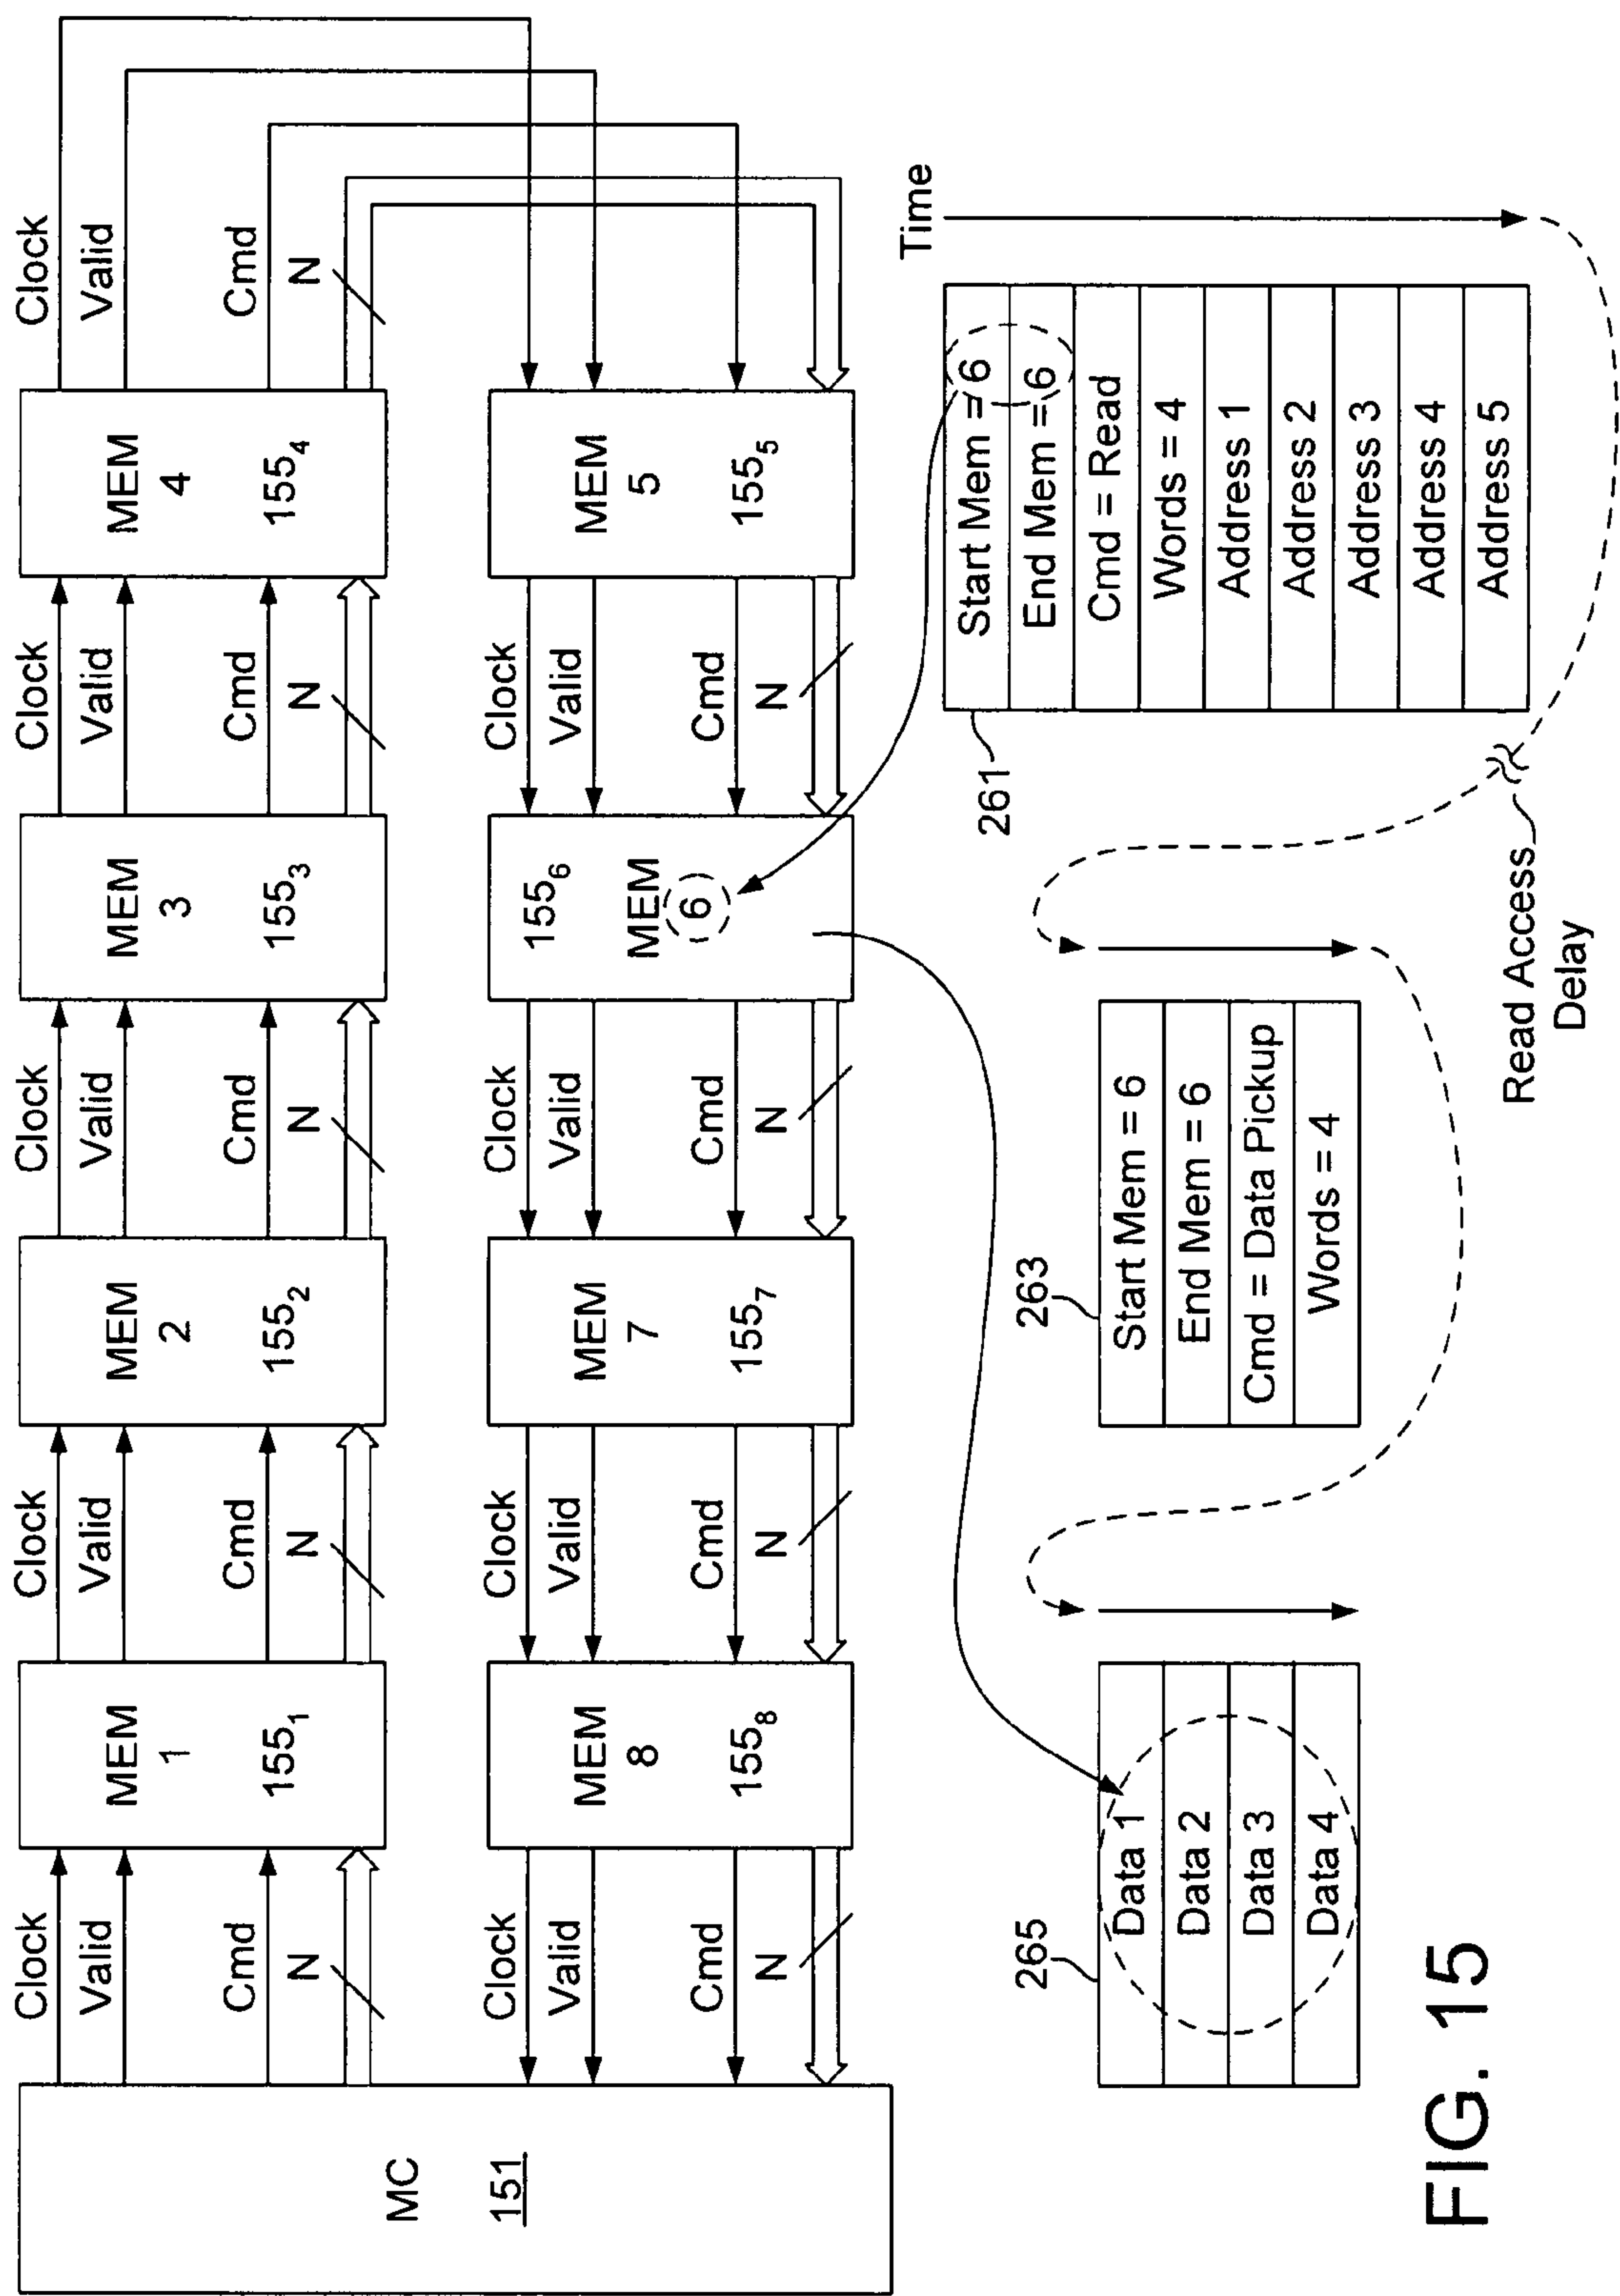 Clock
Valid
Cmd
N
Clock
Valid
Cmd
N
Clock
Valid
Cmd
N
Clock
Valid
Cmd
N
Clock
Valid
Cmd
N
MC
151
MEM
1
155₁
MEM
2
155₂
MEM
3
155₃
MEM
4
155₄
Clock
Valid
Cmd
N
Clock
Valid
Cmd
N
Clock
Valid
Cmd
N
Clock
Valid
Cmd
N
MEM
8
155₈
MEM
7
155₇
155₆
MEM
6
MEM
5
155₅
265
Data 1
Data 2
Data 3
Data 4
263
Start Mem = 6
End Mem = 6
Cmd = Data Pickup
Words = 4
261
Start Mem = 6
End Mem = 6
Cmd = Read
Words = 4
Address 1
Address 2
Address 3
Address 4
Address 5
Time
Read Access
Delay
FIG. 15